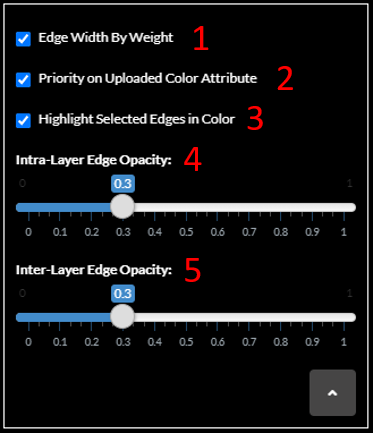 Edge Width By Weight 1
Priority on Uploaded Color Attribute 2
Highlight Selected Edges in Color 3
Intra-Layer Edge Opacity: 4
0 0.3 1
0 0.1 0.2 0.3 0.4 0.5 0.6 0.7 0.8 0.9 1
Inter-Layer Edge Opacity: 5
0 0.3 1
0 0.1 0.2 0.3 0.4 0.5 0.6 0.7 0.8 0.9 1